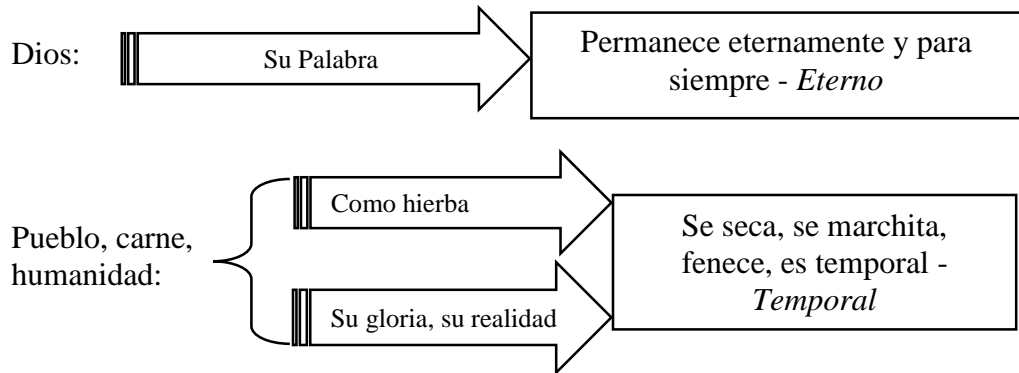 Dios:
Su Palabra
Permanece eternamente y para
siempre - Eterno
Pueblo, carne,
humanidad:
Como hierba
Su gloria, su realidad
Se seca, se marchita,
fenece, es temporal -
Temporal